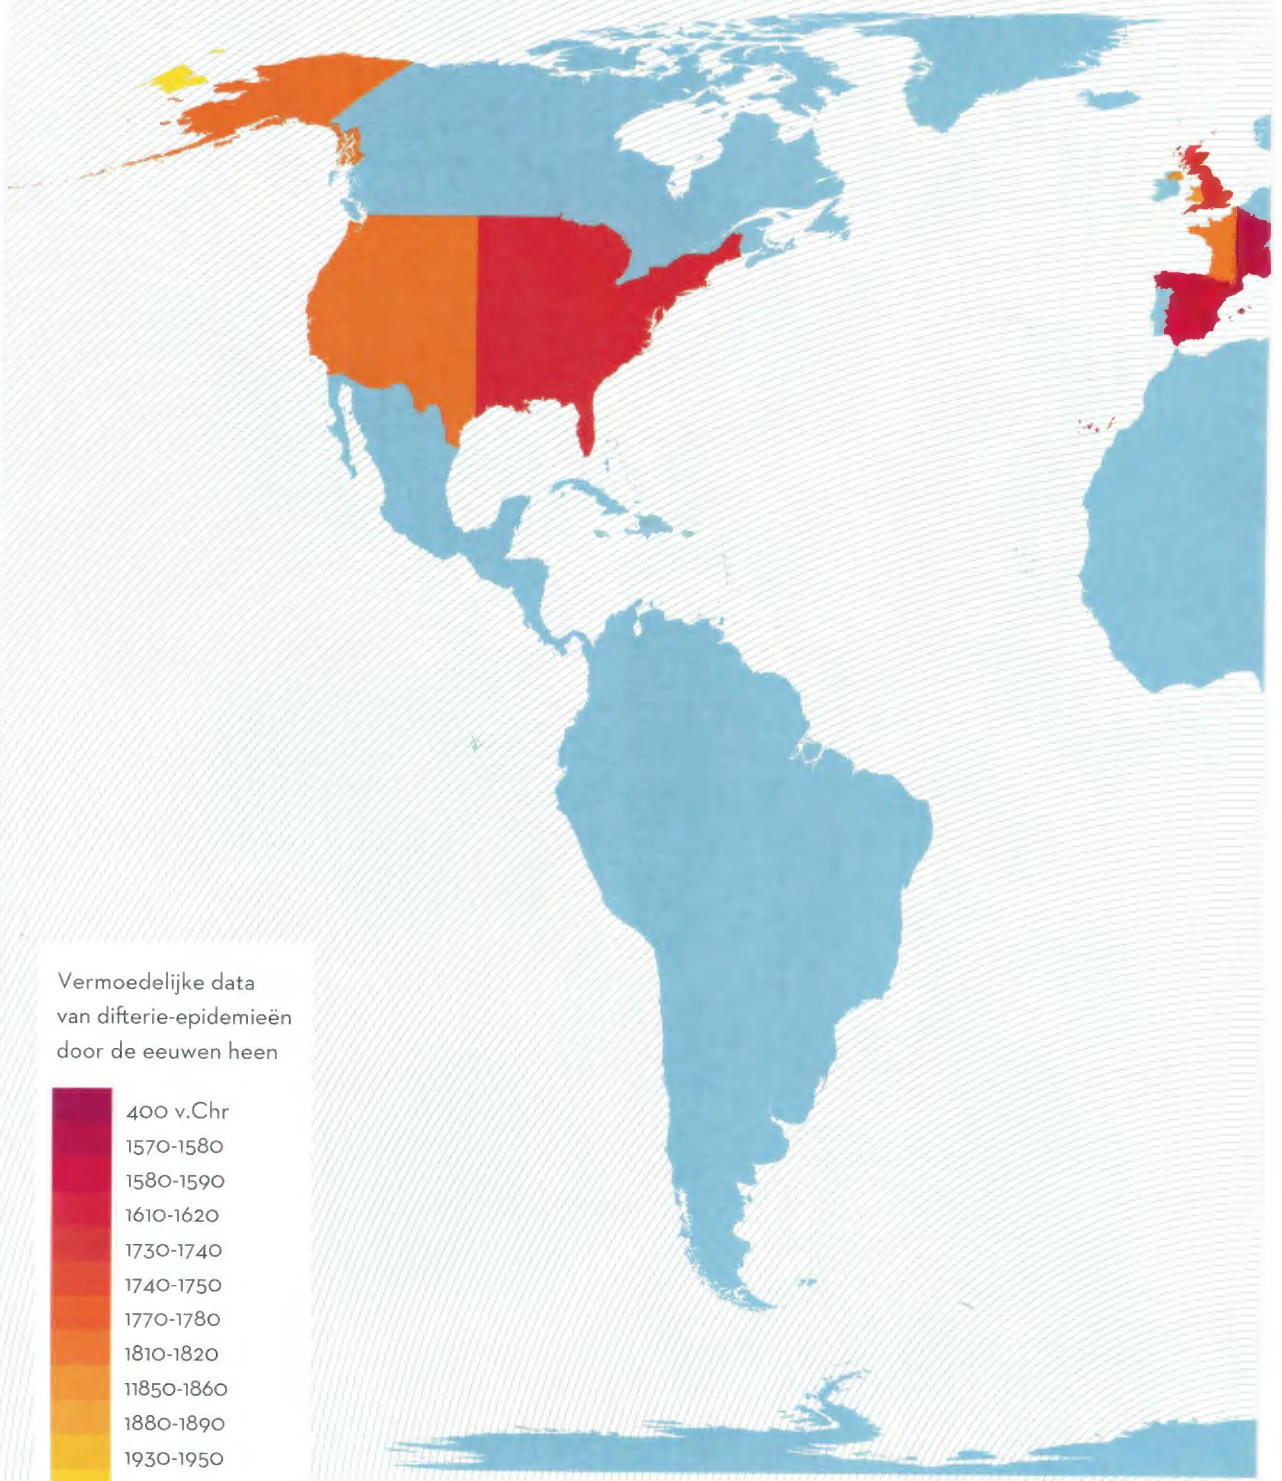 Vermoedelijke data
van difterie-epidemieën
door de eeuwen heen
400 v.Chr
1570-1580
1580-1590
1610-1620
1730-1740
1740-1750
1770-1780
1810-1820
11850-1860
1880-1890
1930-1950